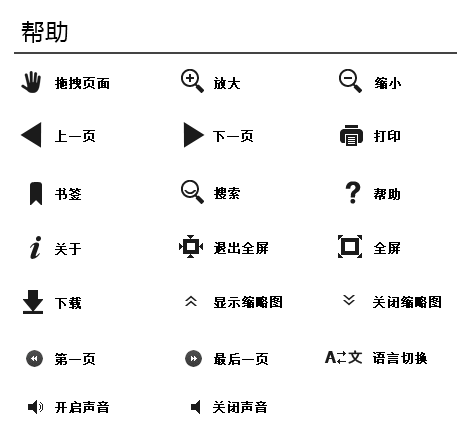 帮助
拖拽页面 放大 缩小
上一页 下一页 打印
书签 搜索 ? 帮助
i 关于 退出全屏 全屏
下载 显示缩略图 关闭缩略图
第一页 最后一页 A⇄文 语言切换
开启声音 关闭声音